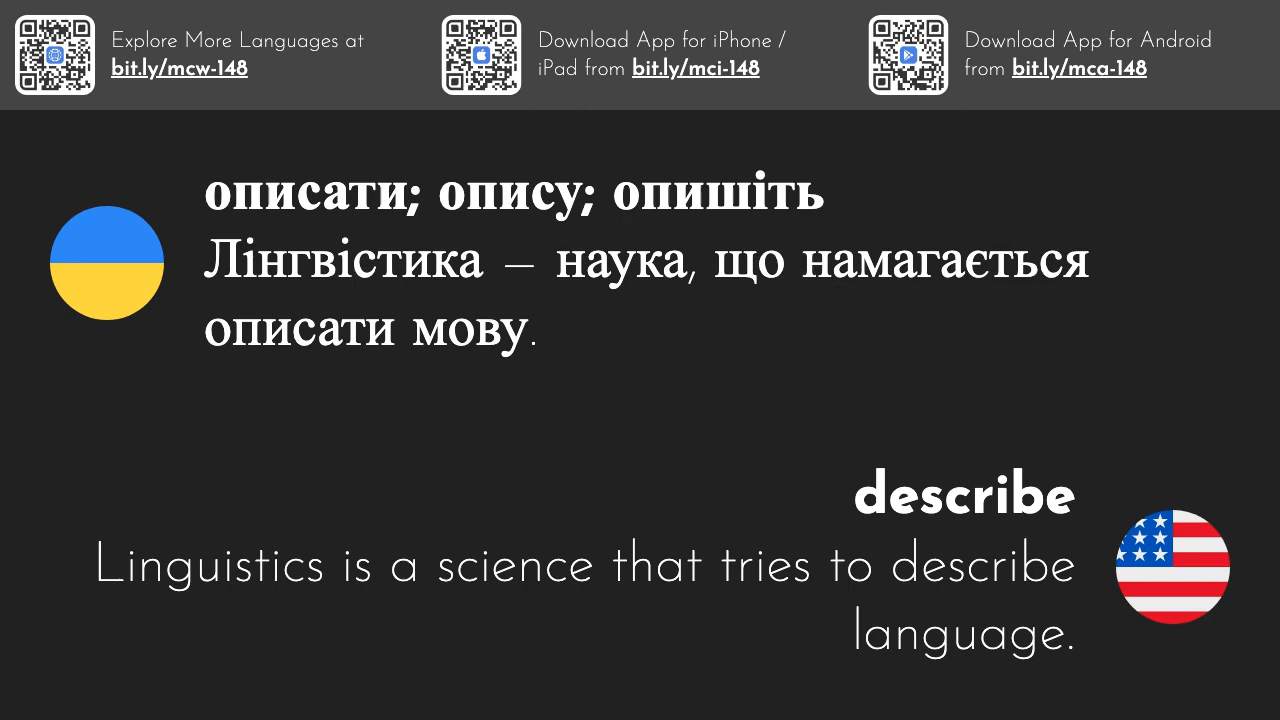 Explore More Languages at
bit.ly/mcw-148
Download App for iPhone /
iPad from bit.ly/mci-148
Download App for Android
from bit.ly/mca-148
описати; опису; опишіть
Лінгвістика – наука, що намагається
описати мову.
describe
Linguistics is a science that tries to describe
language.